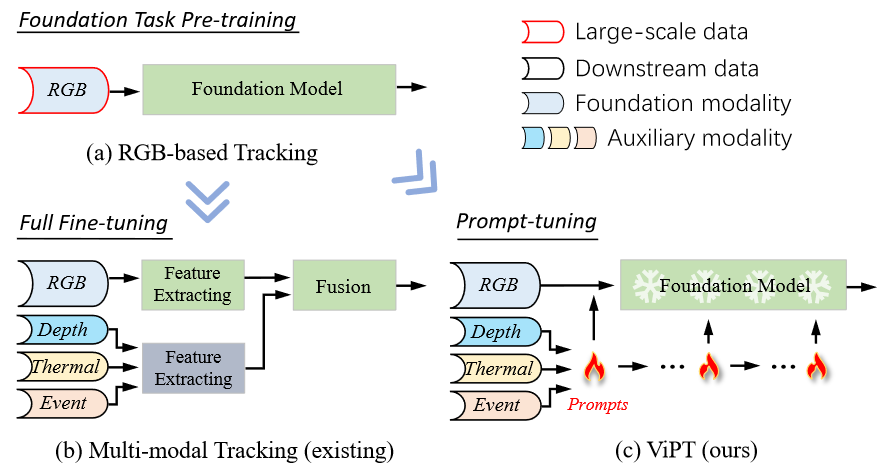 Foundation Task Pre-training
RGB
Foundation Model
(a) RGB-based Tracking
Large-scale data
Downstream data
Foundation modality
Auxiliary modality
Full Fine-tuning
RGB
Depth
Thermal
Event
Feature
Extracting
Feature
Extracting
Fusion
(b) Multi-modal Tracking (existing)
Prompt-tuning
RGB
Depth
Thermal
Event
Foundation Model
...
...
Prompts
(c) ViPT (ours)